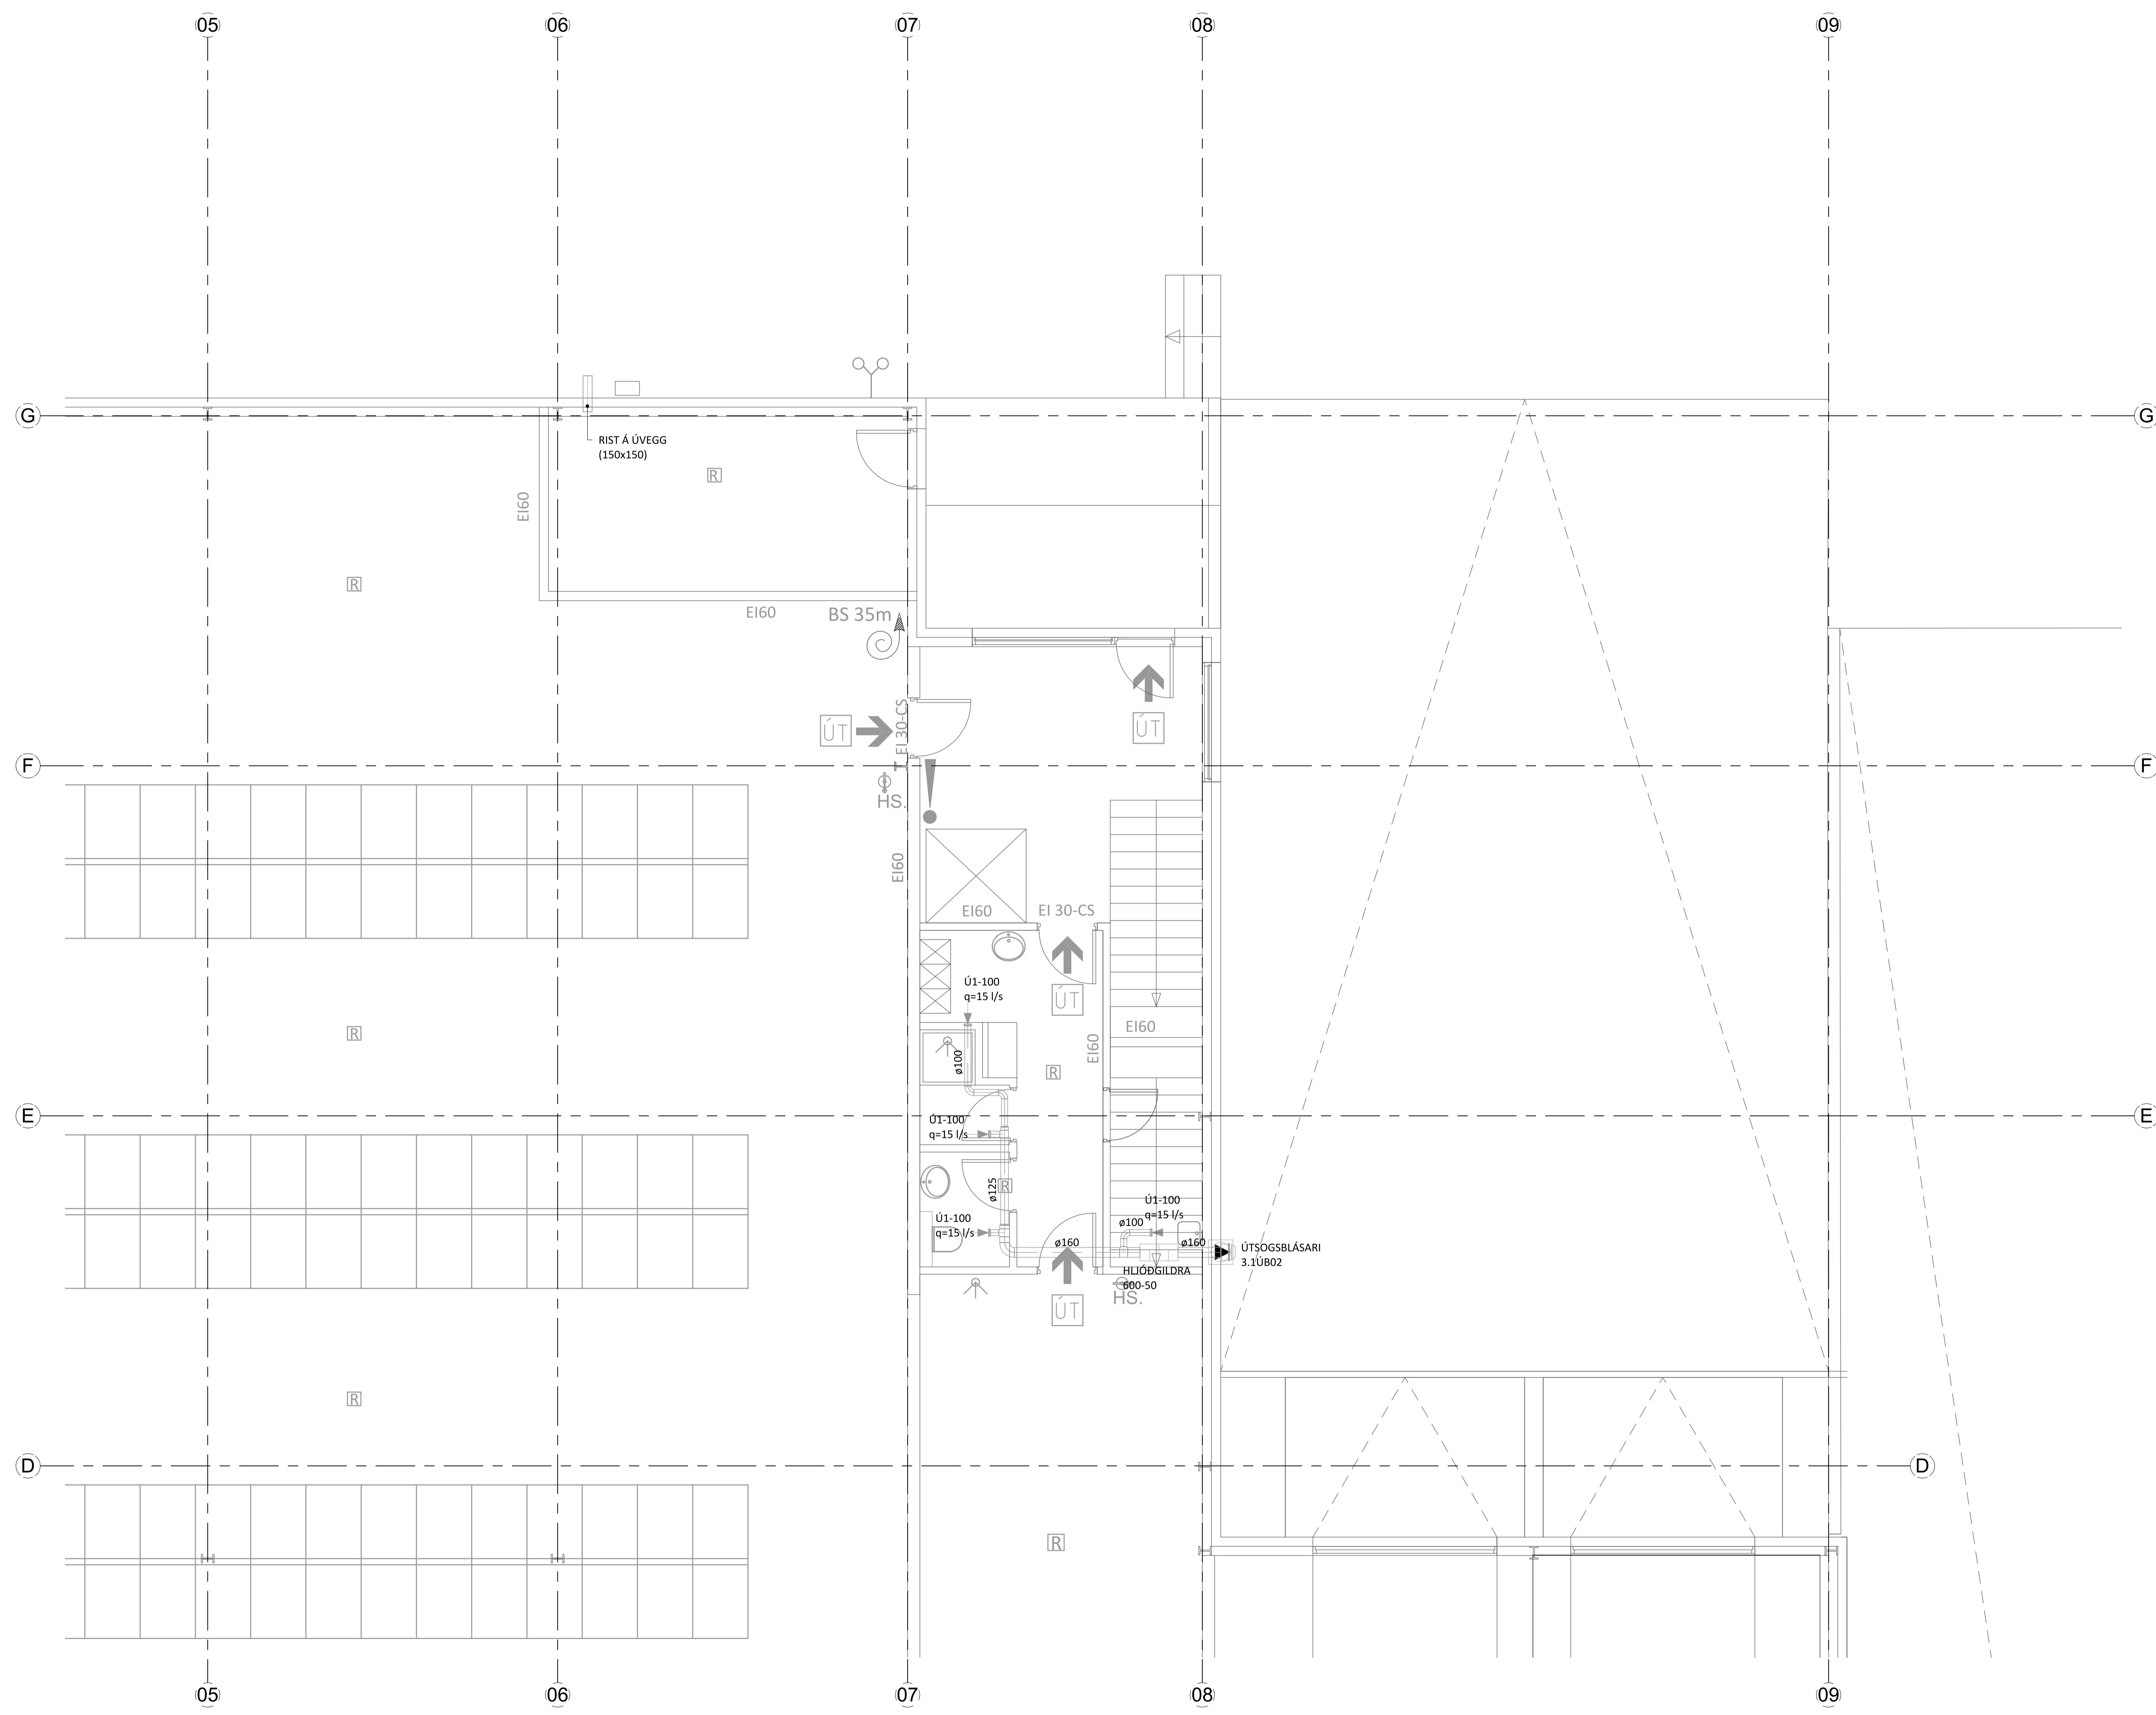 05 06 07 08 09
G G
RIST Á ÚVEGG
(150x150)
R
EI60
R
EI60
BS 35m
EI 30-CS
ÚT
ÚT
F F
HS.
EI60
EI60
EI 30-CS
Ú1-100
q=15 l/s
ÚT
EI60
R
EI60
ø100
R
E E
Ú1-100
q=15 l/s
ø125
R
Ú1-100
q=15 l/s
Ú1-100
q=15 l/s
ø100
ø160
ø160
ÚTSOGSBLÁSARI
3.1ÚB02
HLJÓÐGILDRA
600-50
HS.
ÚT
R
D D
R
05 06 07 08 09